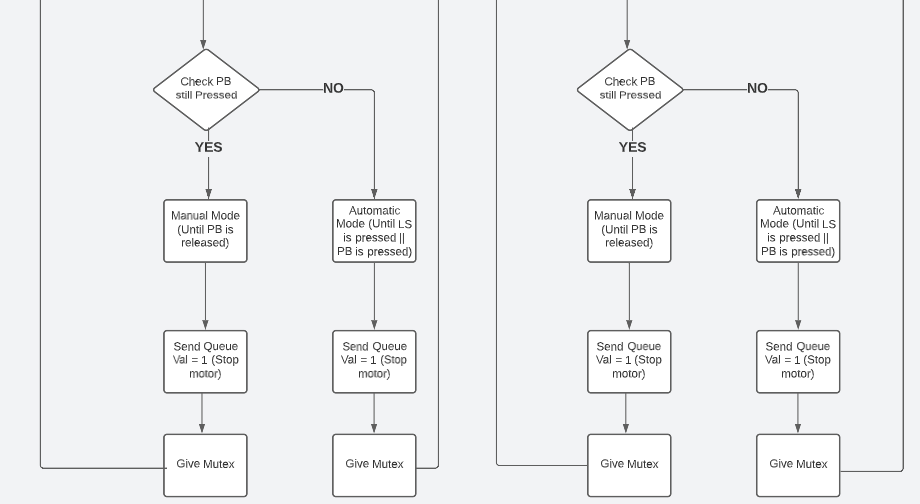 Check PB
still Pressed
NO
YES
Manual Mode
(Until PB is
released)
Automatic
Mode (Until LS
is pressed ||
PB is pressed)
Send Queue
Val = 1 (Stop
motor)
Send Queue
Val = 1 (Stop
motor)
Give Mutex
Give Mutex
Check PB
still Pressed
NO
YES
Manual Mode
(Until PB is
released)
Automatic
Mode (Until LS
is pressed ||
PB is pressed)
Send Queue
Val = 1 (Stop
motor)
Send Queue
Val = 1 (Stop
motor)
Give Mutex
Give Mutex